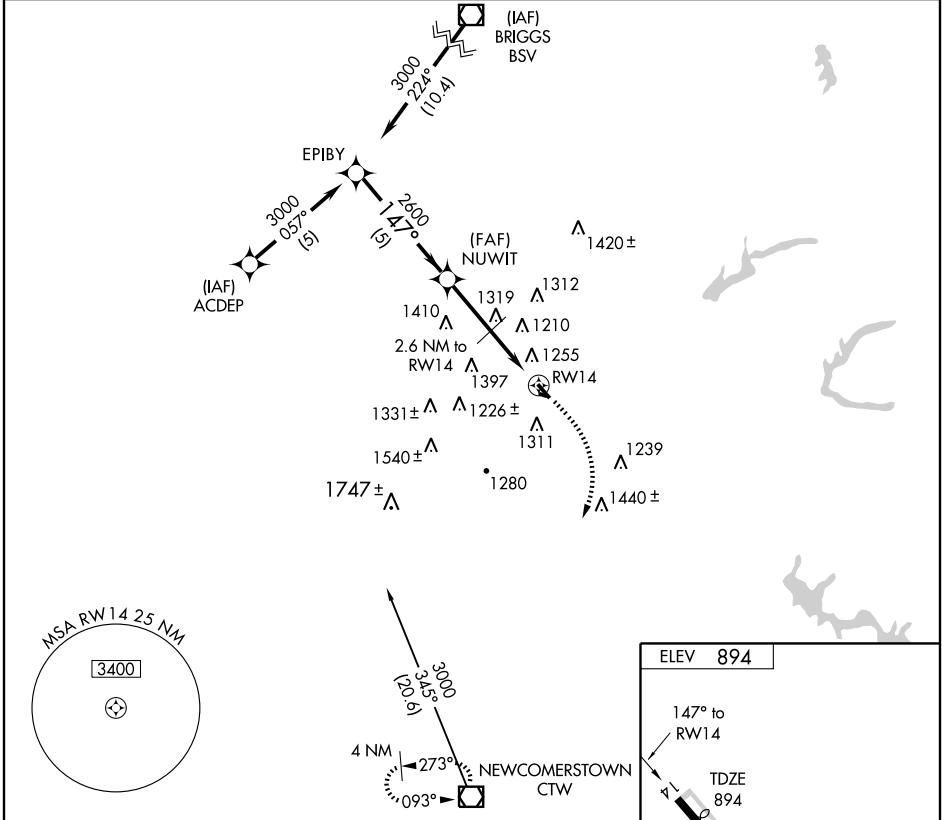 (IAF)
BRIGGS
BSV
3000
224°
(10.4)
EPIBY
3000
057°
(5)
2600
147°
(5)
(IAF)
ACDEP
(FAF)
NUWIT
1420 ±
1312
1319
1410
1210
2.6 NM to
RW14
1255
1397
RW14
1331 ±
1226 ±
1311
1540 ±
1239
1280
1747 ±
1440 ±
MSA RW14 25 NM
3400
3000
345°
(20.6)
4 NM
273°
093°
NEWCOMERSTOWN
CTW
ELEV 894
147° to
RW14
14
TDZE
894